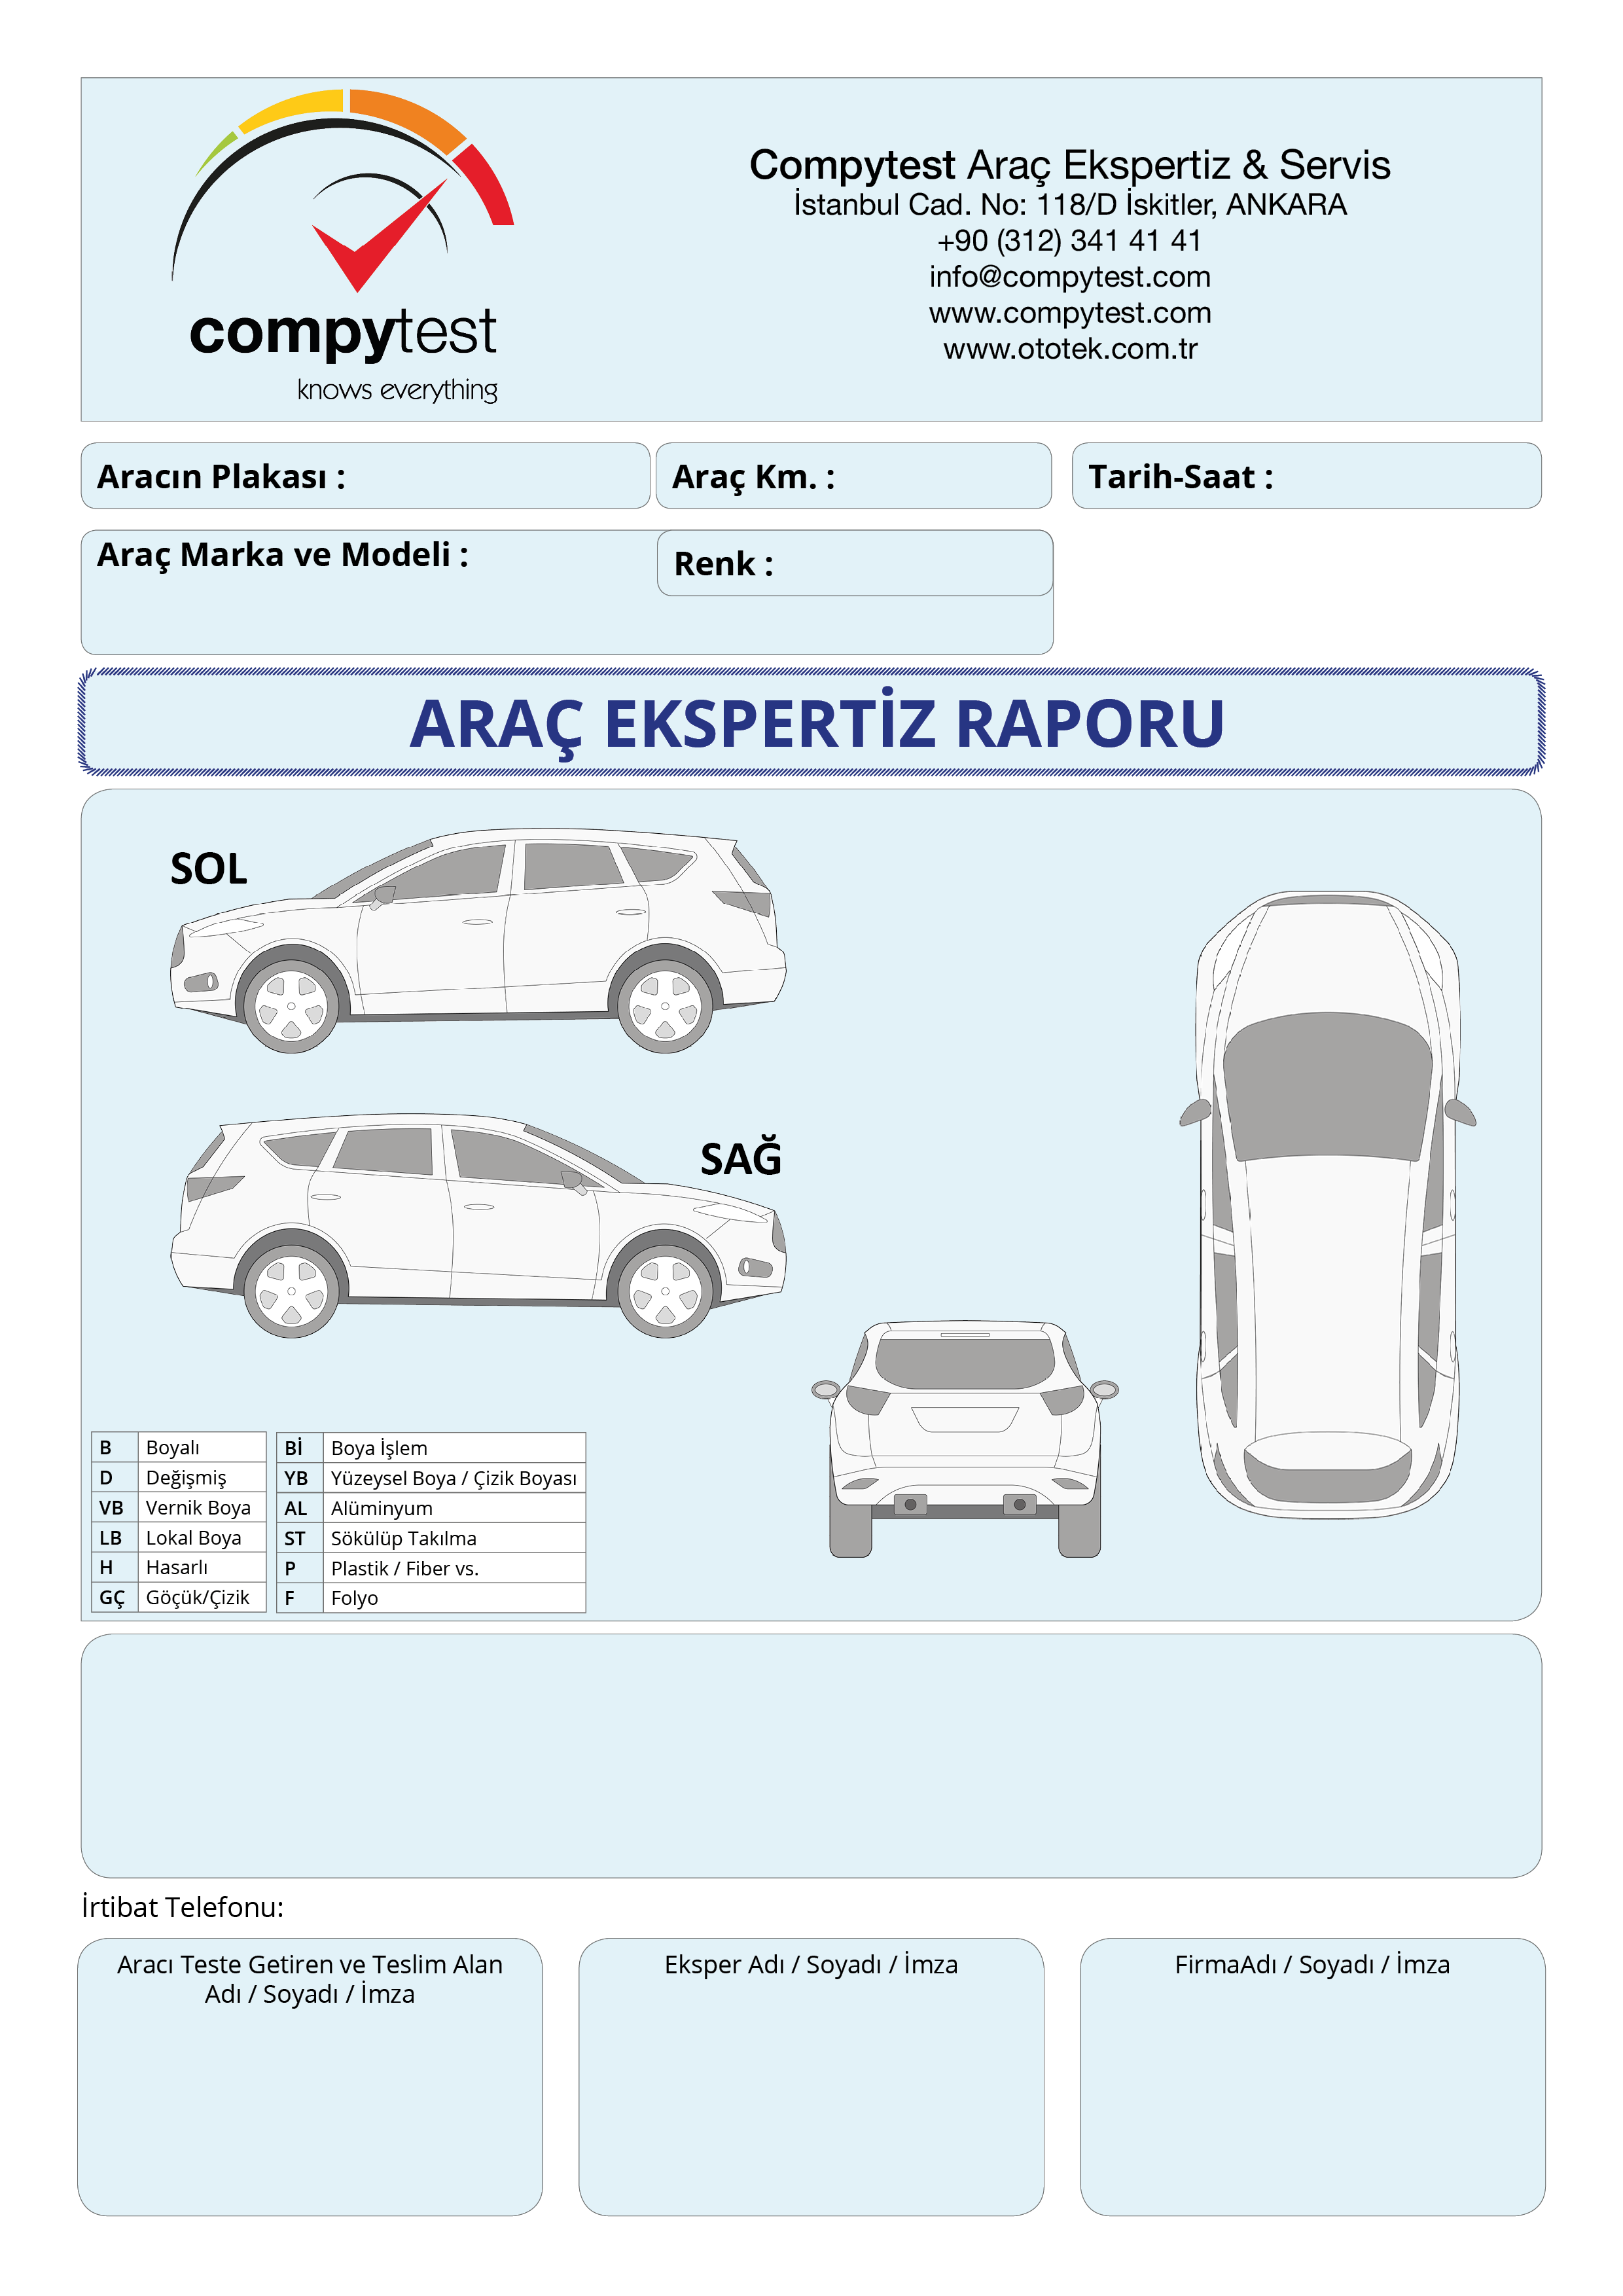 compytest
knows everything
Compytest Araç Ekspertiz & Servis
İstanbul Cad. No: 118/D İskitler, ANKARA
+90 (312) 341 41 41
info@compytest.com
www.compytest.com
www.ototek.com.tr
Aracın Plakası :
Araç Km. :
Tarih-Saat :
Araç Marka ve Modeli :
Renk :
ARAÇ EKSPERTİZ RAPORU
SOL
SAĞ
B Boyalı
D Değişmiş
VB Vernik Boya
LB Lokal Boya
H Hasarlı
GÇ Göçük/Çizik
Bİ Boya İşlem
YB Yüzeysel Boya / Çizik Boyası
AL Alüminyum
ST Sökülüp Takılma
P Plastik / Fiber vs.
F Folyo
İrtibat Telefonu:
Aracı Teste Getiren ve Teslim Alan
Adı / Soyadı / İmza
Eksper Adı / Soyadı / İmza
FirmaAdı / Soyadı / İmza